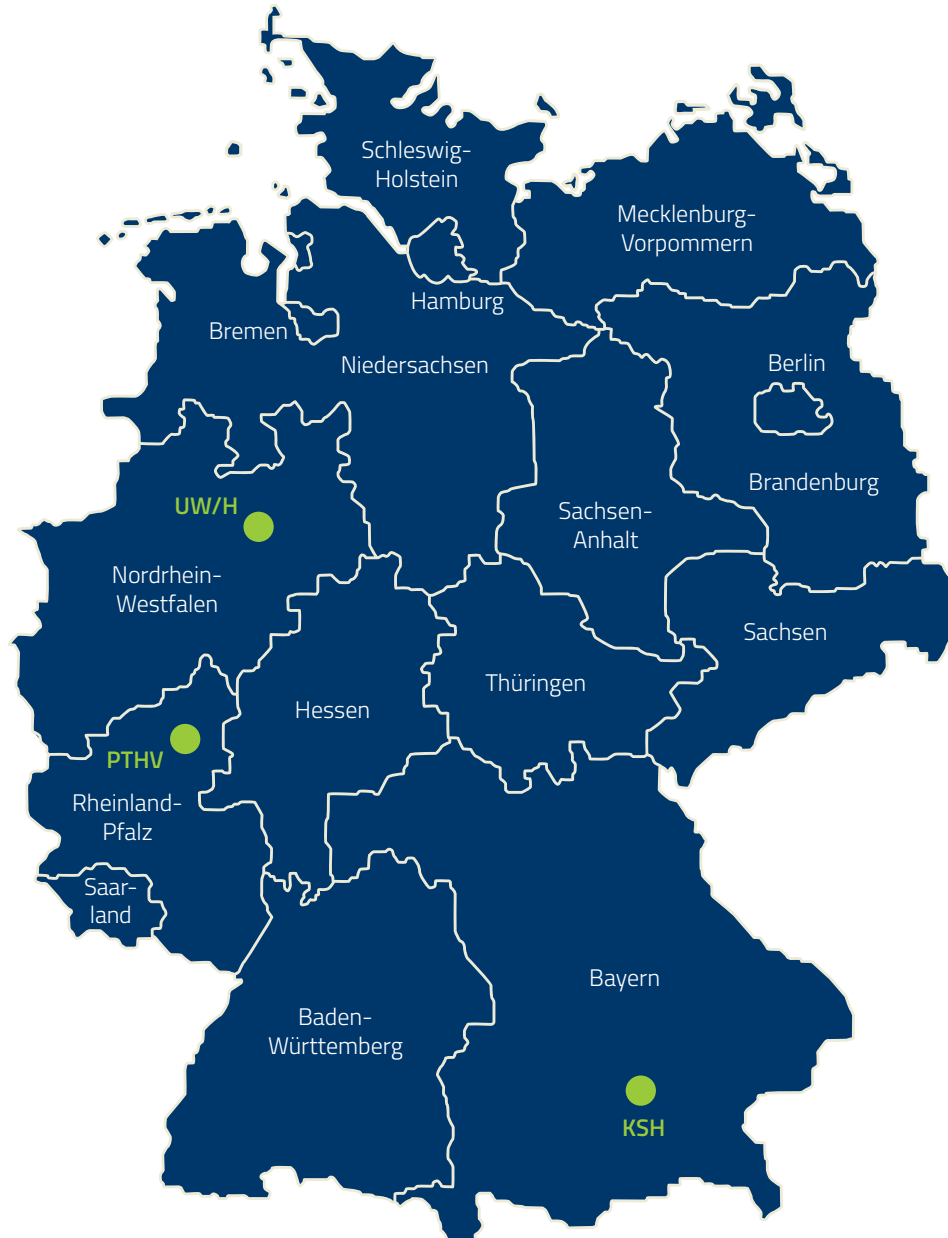 Schleswig-
Holstein
Mecklenburg-
Vorpommern
Hamburg
Bremen
Niedersachsen
Berlin
Brandenburg
UW/H
Sachsen-
Anhalt
Nordrhein-
Westfalen
Sachsen
Thüringen
Hessen
PTHV
Rheinland-
Pfalz
Saar-
land
Bayern
Baden-
Württemberg
KSH